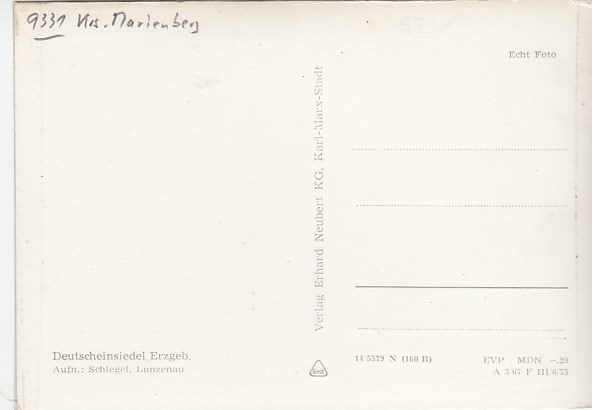 9331 Krs. Marienberg
Echt Foto
Verlag Erhard Neubert KG, Karl-Marx-Stadt
Deutscheinsiedel Erzgeb.
Aufn.: Schlegel, Lunzenau
14 5579 N (160 B)
EVP MDN —.20
A 3/67 F III/6/75